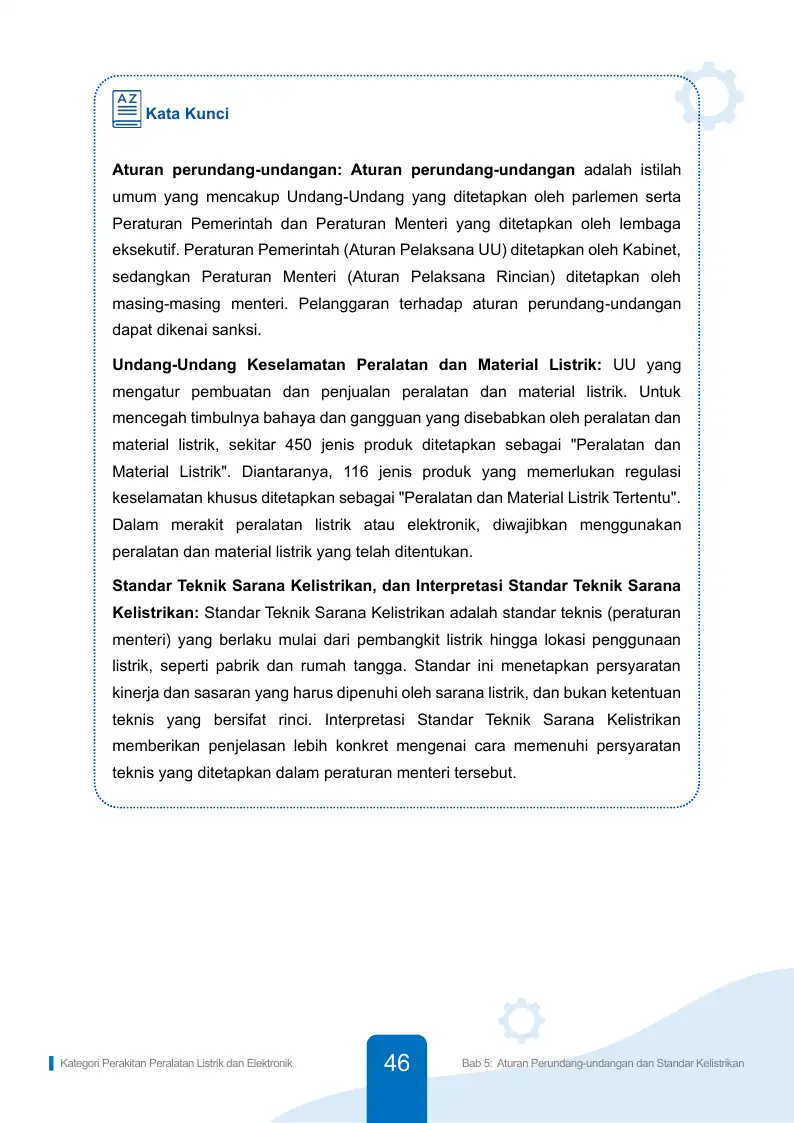 AZ
Kata Kunci
Aturan perundang-undangan: Aturan perundang-undangan adalah istilah
umum yang mencakup Undang-Undang yang ditetapkan oleh parlemen serta
Peraturan Pemerintah dan Peraturan Menteri yang ditetapkan oleh lembaga
eksekutif. Peraturan Pemerintah (Aturan Pelaksana UU) ditetapkan oleh Kabinet,
sedangkan Peraturan Menteri (Aturan Pelaksana Rincian) ditetapkan oleh
masing-masing menteri. Pelanggaran terhadap aturan perundang-undangan
dapat dikenai sanksi.
Undang-Undang Keselamatan Peralatan dan Material Listrik: UU yang
mengatur pembuatan dan penjualan peralatan dan material listrik. Untuk
mencegah timbulnya bahaya dan gangguan yang disebabkan oleh peralatan dan
material listrik, sekitar 450 jenis produk ditetapkan sebagai "Peralatan dan
Material Listrik". Diantaranya, 116 jenis produk yang memerlukan regulasi
keselamatan khusus ditetapkan sebagai "Peralatan dan Material Listrik Tertentu".
Dalam merakit peralatan listrik atau elektronik, diwajibkan menggunakan
peralatan dan material listrik yang telah ditentukan.
Standar Teknik Sarana Kelistrikan, dan Interpretasi Standar Teknik Sarana
Kelistrikan: Standar Teknik Sarana Kelistrikan adalah standar teknis (peraturan
menteri) yang berlaku mulai dari pembangkit listrik hingga lokasi penggunaan
listrik, seperti pabrik dan rumah tangga. Standar ini menetapkan persyaratan
kinerja dan sasaran yang harus dipenuhi oleh sarana listrik, dan bukan ketentuan
teknis yang bersifat rinci. Interpretasi Standar Teknik Sarana Kelistrikan
memberikan penjelasan lebih konkret mengenai cara memenuhi persyaratan
teknis yang ditetapkan dalam peraturan menteri tersebut.
Kategori Perakitan Peralatan Listrik dan Elektronik
46
Bab 5: Aturan Perundang-undangan dan Standar Kelistrikan